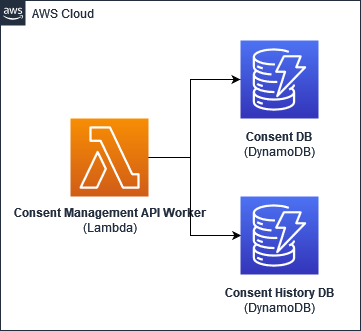 aws
AWS Cloud
Consent DB
(DynamoDB)
Consent Management API Worker
(Lambda)
Consent History DB
(DynamoDB)